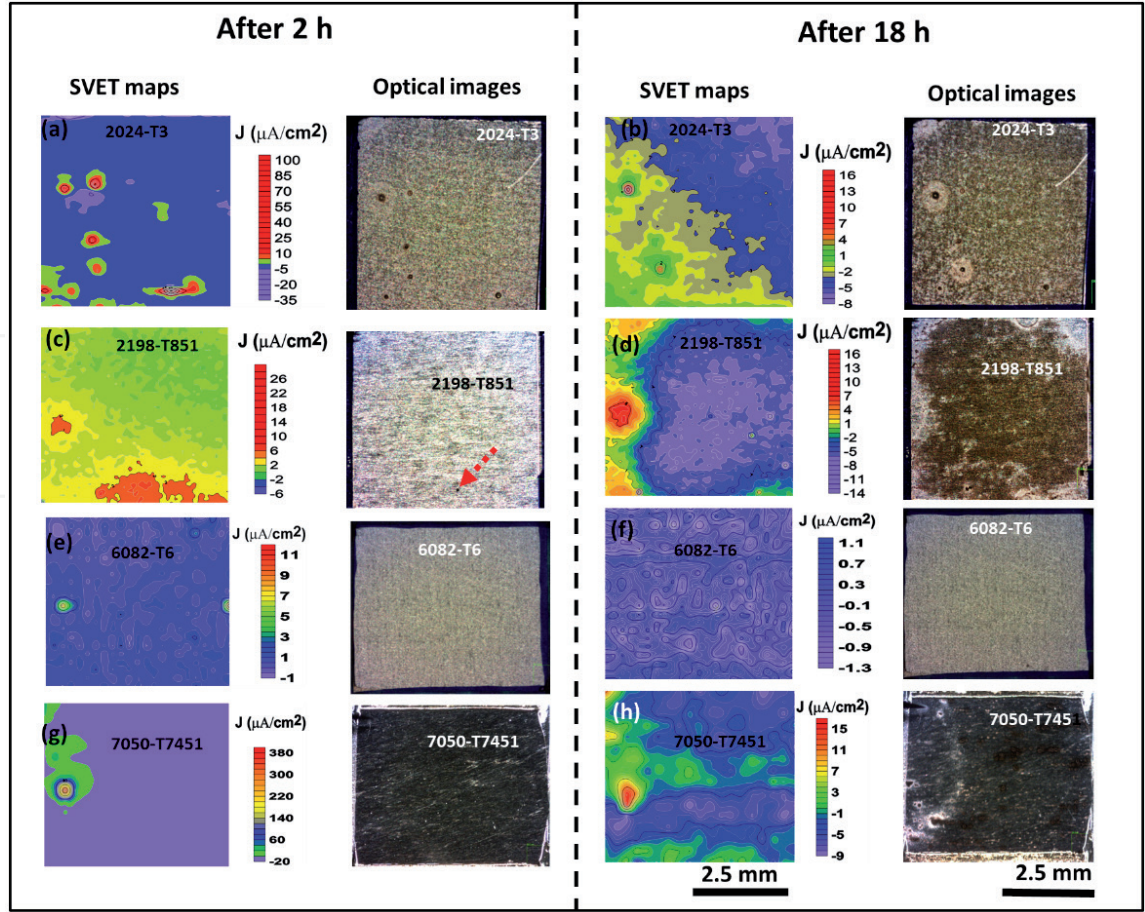 After 2 h
After 18 h
SVET maps
Optical images
SVET maps
Optical images
(a)
2024-T3
J (µA/cm2)
100
85
70
55
40
25
10
-5
-20
-35
2024-T3
(b)
2024-T3
J (µA/cm2)
16
13
10
7
4
1
-2
-5
-8
2024-T3
(c)
2198-T851
J (µA/cm2)
26
22
18
14
10
6
2
-2
-6
2198-T851
(d)
2198-T851
J (µA/cm2)
16
13
10
7
4
1
-2
-5
-8
-11
-14
2198-T851
(e)
6082-T6
J (µA/cm2)
11
9
7
5
3
1
-1
6082-T6
(f)
6082-T6
J (µA/cm2)
1.1
0.7
0.3
-0.1
-0.5
-0.9
-1.3
6082-T6
(g)
7050-T7451
J (µA/cm2)
380
300
220
140
60
-20
7050-T7451
(h)
7050-T7451
J (µA/cm2)
15
11
7
3
-1
-5
-9
7050-T7451
2.5 mm
2.5 mm